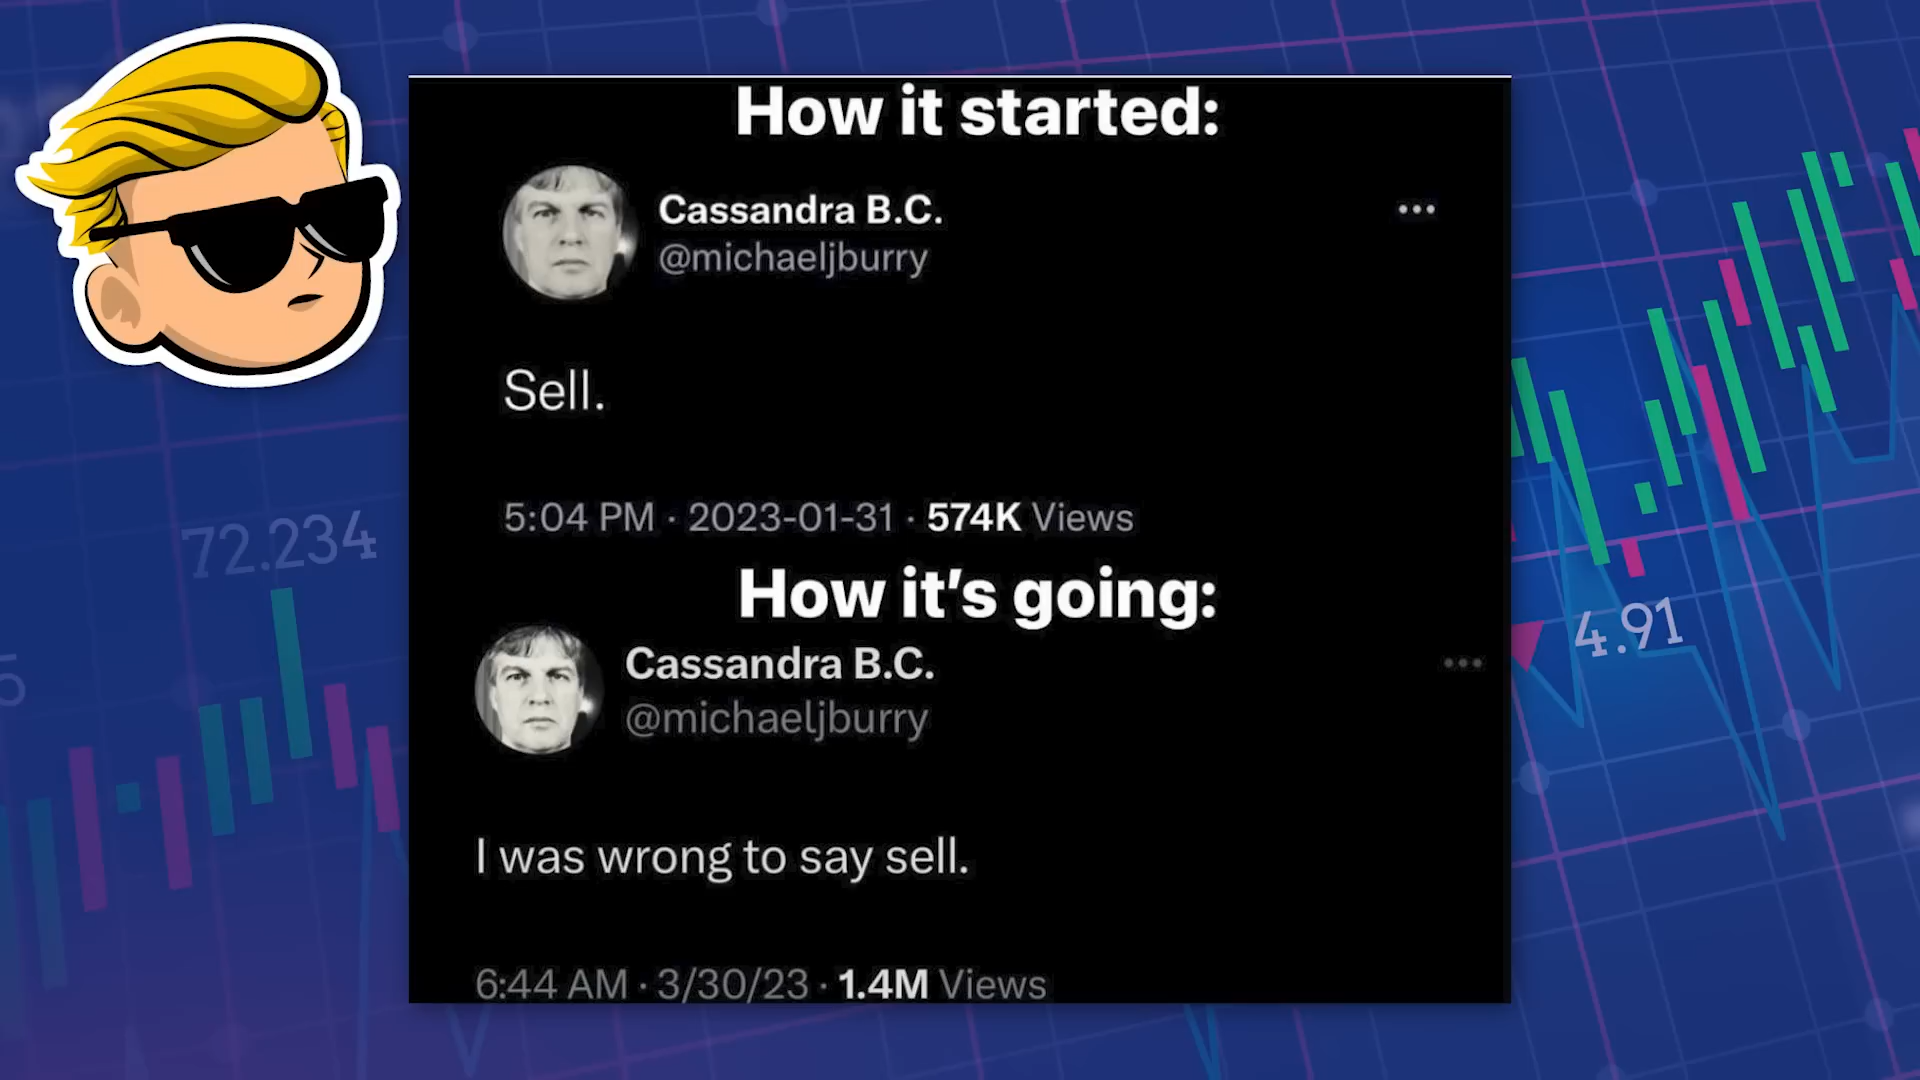 How it started:
Cassandra B.C.
@michaeljburry
Sell.
5:04 PM · 2023-01-31 · 574K Views
72.234
How it's going:
4.91
Cassandra B.C.
@michaeljburry
5
I was wrong to say sell.
6:44 AM · 3/30/23 · 1.4M Views